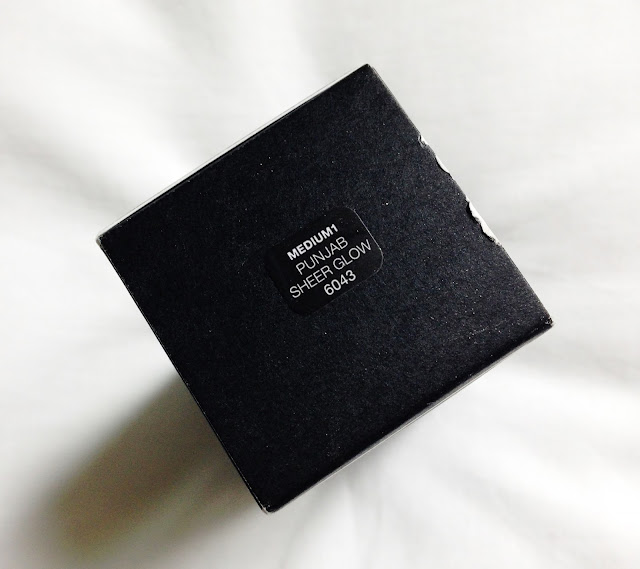 MEDIUM1
PUNJAB
SHEER GLOW
6043